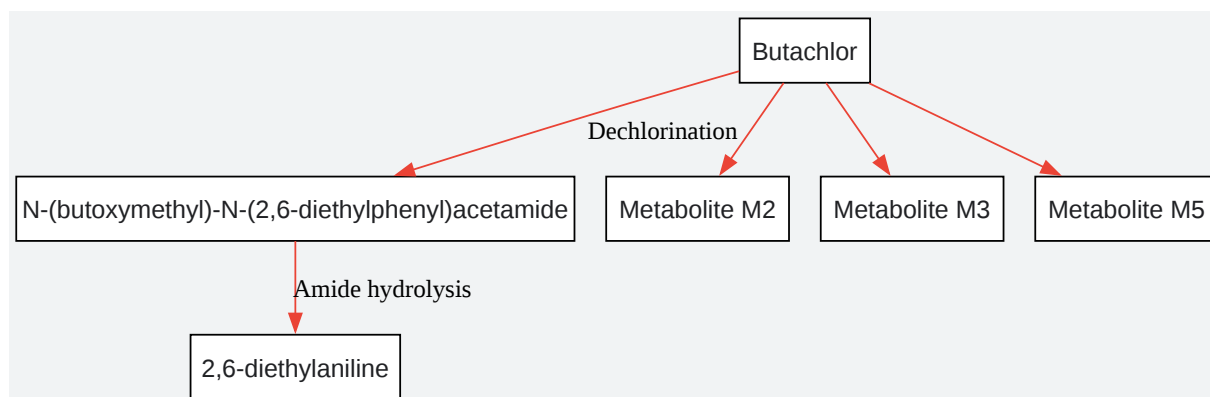 Butachlor
Dechlorination
N-(butoxymethyl)-N-(2,6-diethylphenyl)acetamide
Metabolite M2
Metabolite M3
Metabolite M5
Amide hydrolysis
2,6-diethylaniline